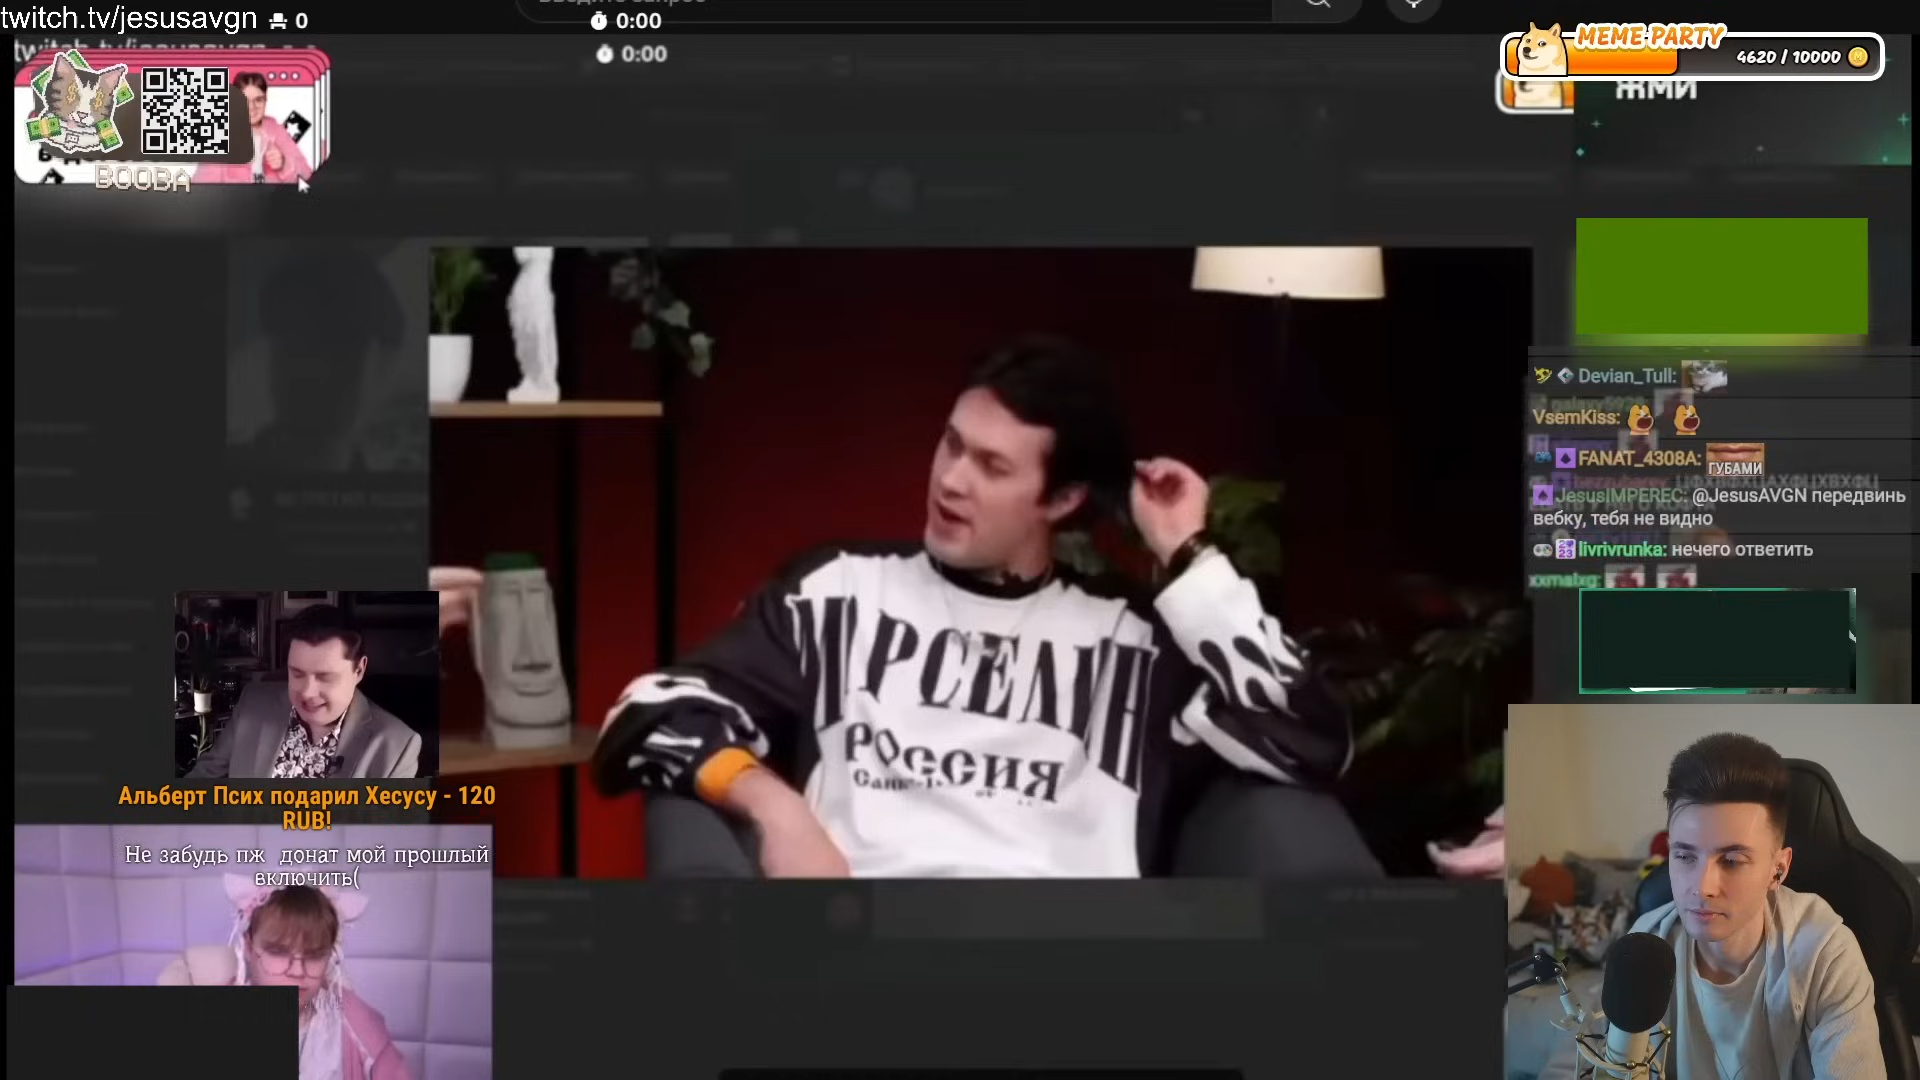 twitch.tv/jesusavgn 0
0:00
0:00
MEME PARTY
4620 / 10000
ЖМИ
BOOBA
Devian_Tull:
VsemKiss:
FANAT_4308A: ГУБАМИ
JesusIMPEREC: @JesusAVGN передвинь
вебку, тебя не видно
livrivrunka: нечего ответить
РОССИЯ
Альберт Псих подарил Хесусу - 120
RUB!
Не забудь пж донат мой прошлый
включить(